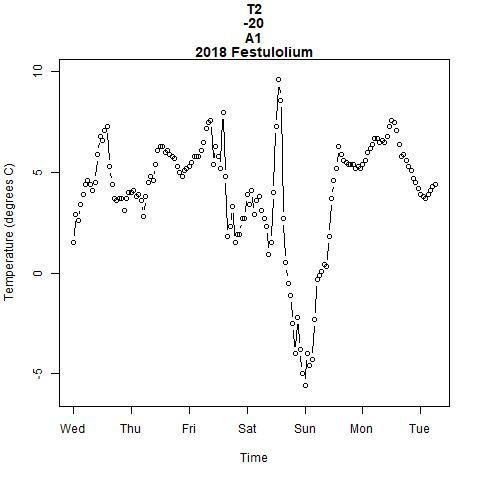 T2
-20
A1
2018 Festulolium
10
5
0
-5
Temperature (degrees C)
Wed Thu Fri Sat Sun Mon Tue
Time